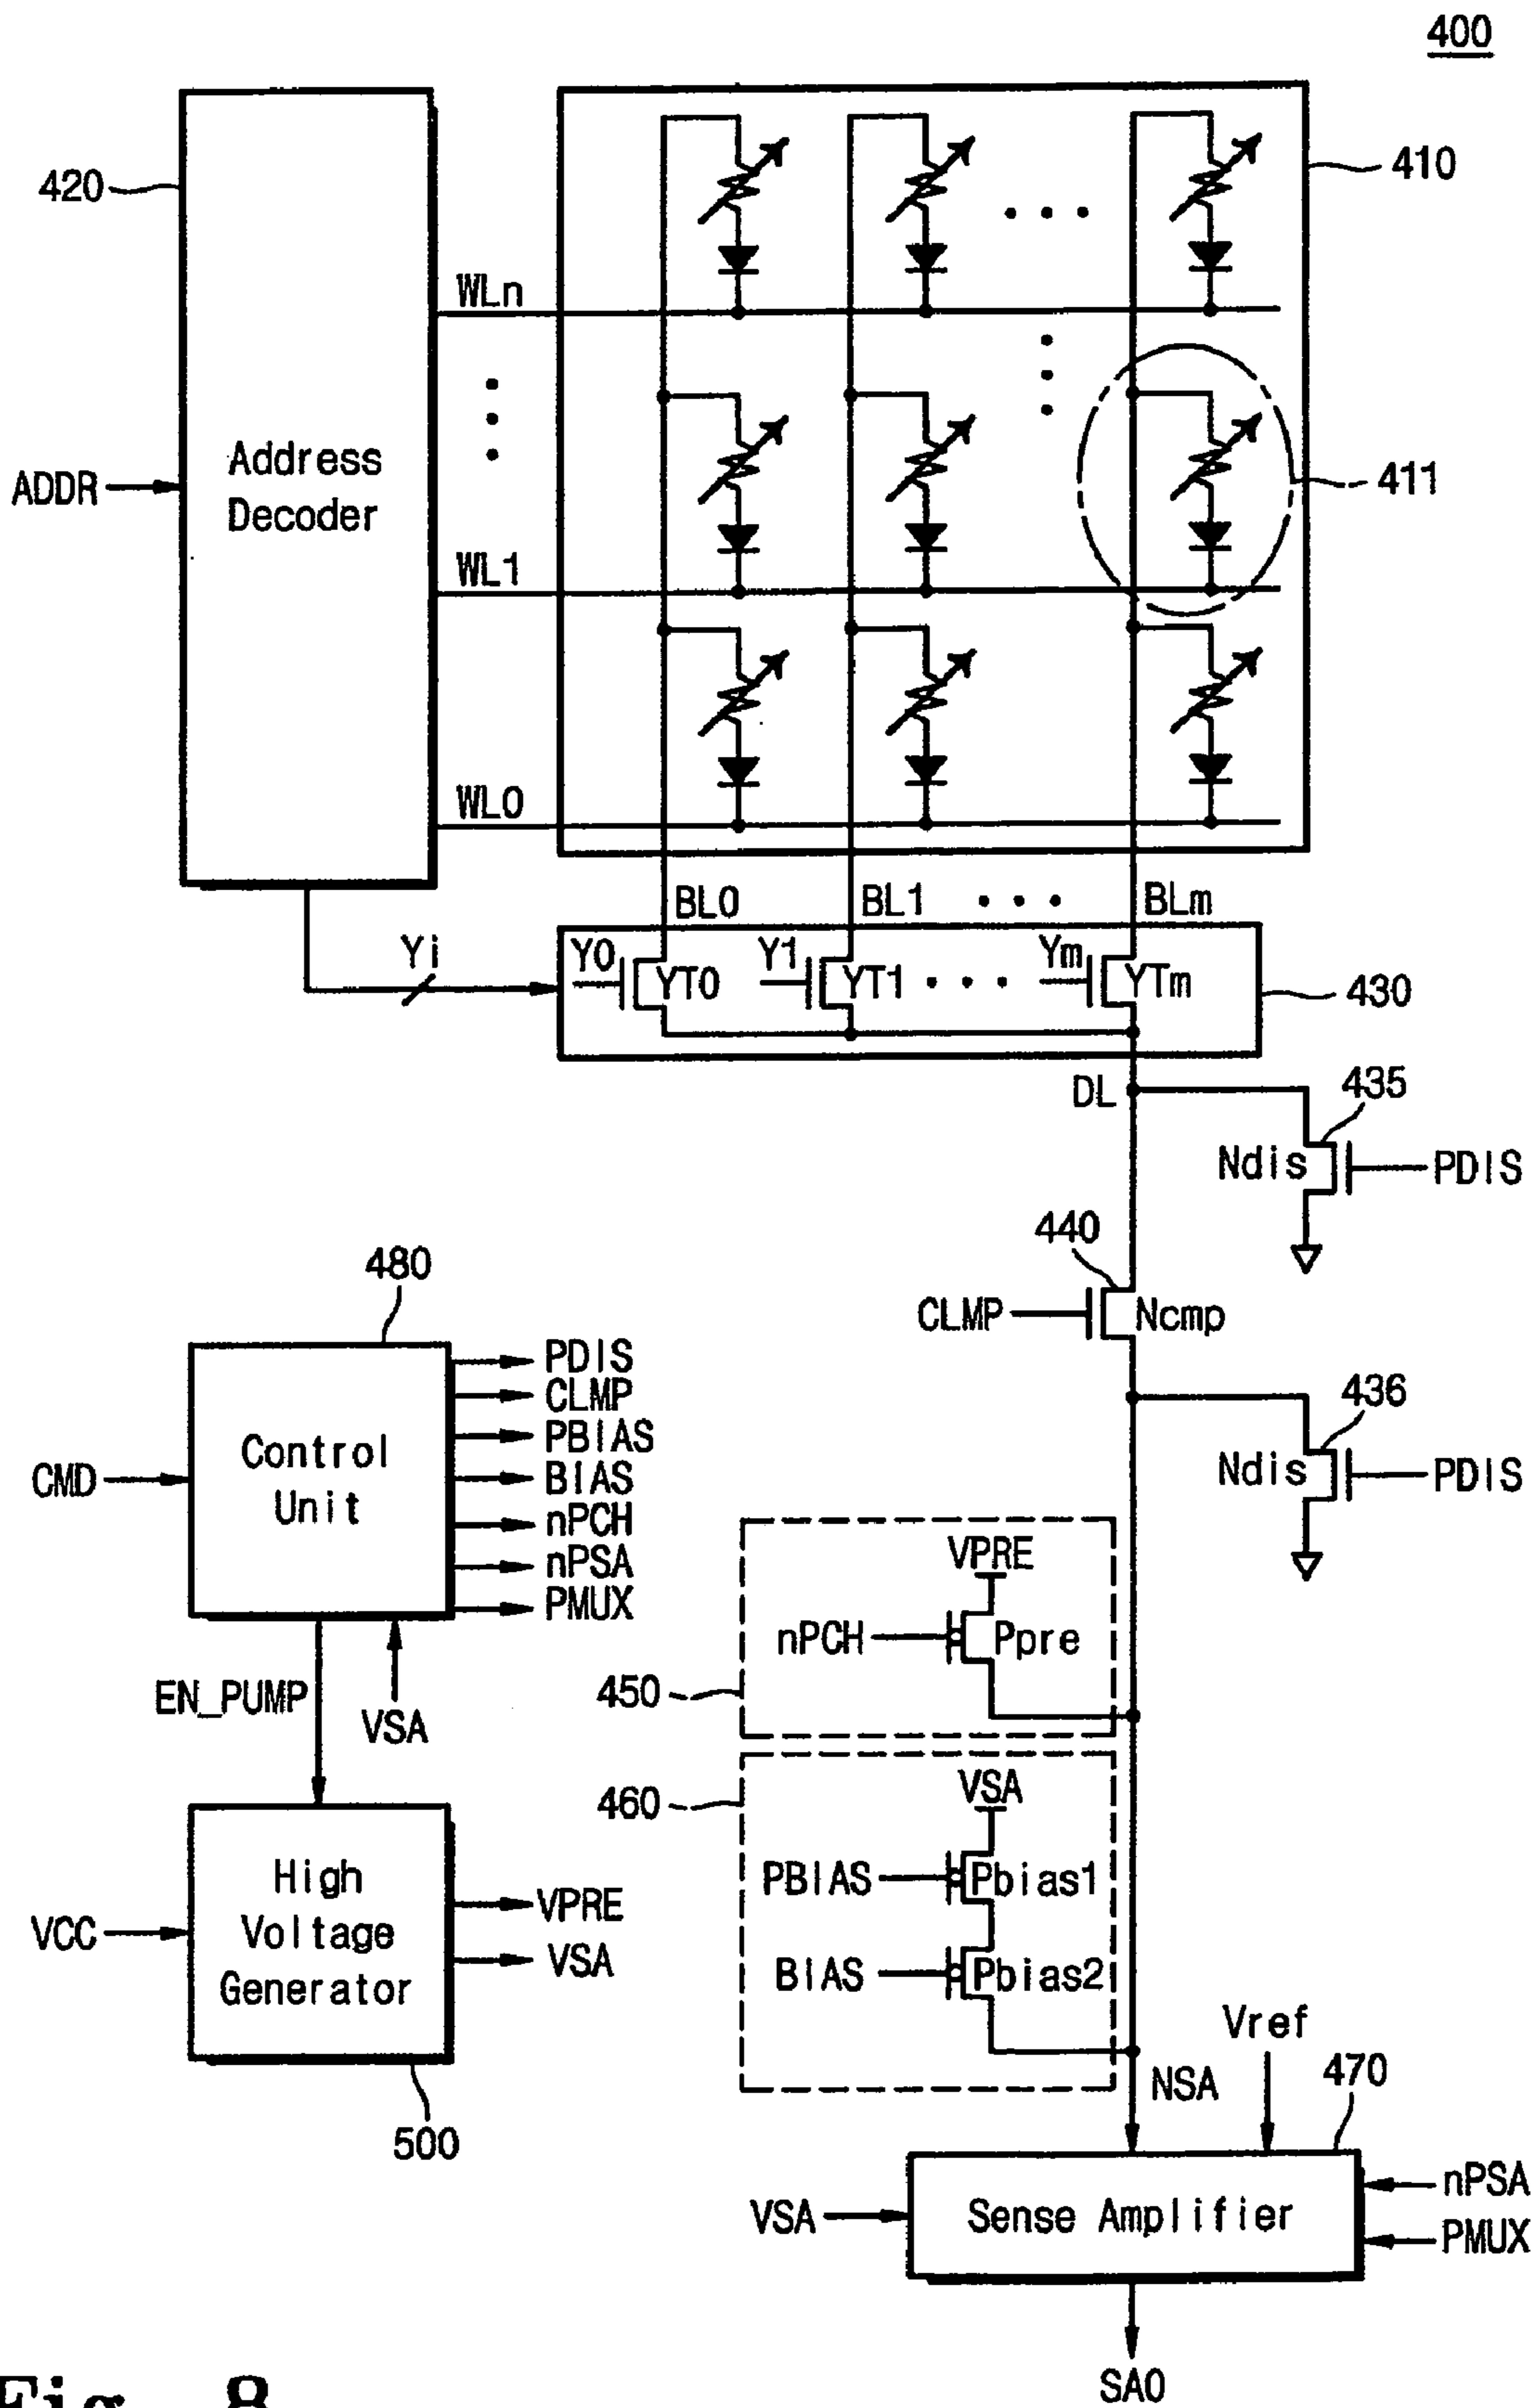 400
420
410
WLn
Address
Decoder
ADDR
411
WL1
WL0
BL0
BL1
BLm
Yi
Y0
YT0
Y1
YT1
Ym
YTm
430
DL
435
Ndis
PDIS
440
CLMP
Ncmp
480
PDIS
CLMP
PBIAS
BIAS
nPCH
nPSA
PMUX
CMD
Control
Unit
436
Ndis
PDIS
VPRE
nPCH
Ppre
450
EN_PUMP
VSA
460
VSA
PBIAS
Pbias1
BIAS
Pbias2
High
Voltage
Generator
VCC
VPRE
VSA
500
NSA
Vref
470
VSA
Sense Amplifier
nPSA
PMUX
SAO
Fig. 8